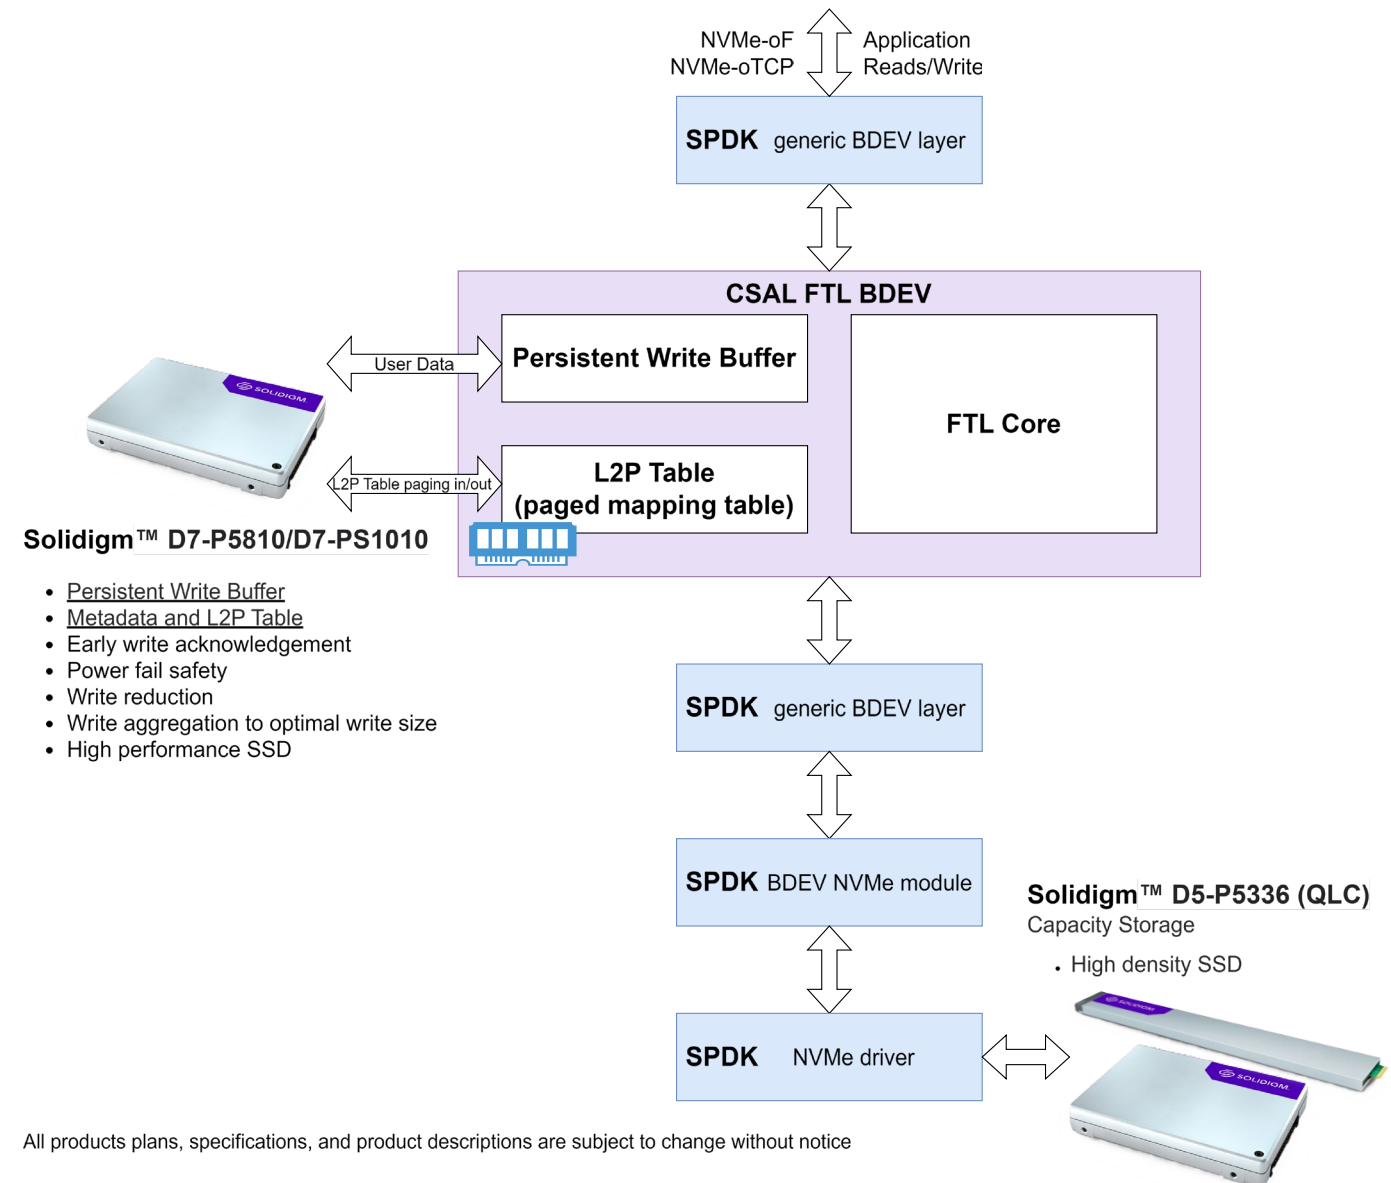 NVMe-oF
NVMe-oTCP
Application
Reads/Write
SPDK generic BDEV layer
CSAL FTL BDEV
Persistent Write Buffer
User Data
FTL Core
L2P Table
(paged mapping table)
L2P Table paging in/out
SOLIDIGM
Solidigm™ D7-P5810/D7-PS1010
• Persistent Write Buffer
• Metadata and L2P Table
• Early write acknowledgement
• Power fail safety
• Write reduction
• Write aggregation to optimal write size
• High performance SSD
SPDK generic BDEV layer
SPDK BDEV NVMe module
Solidigm™ D5-P5336 (QLC)
Capacity Storage
• High density SSD
SOLIDIGM
SPDK NVMe driver
SOLIDIGM
All products plans, specifications, and product descriptions are subject to change without notice